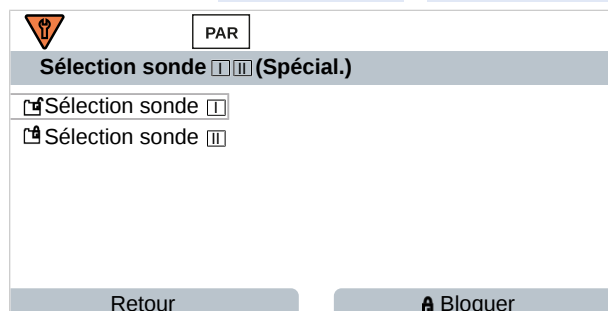 PAR
Sélection sonde I II (Spécial.)
Sélection sonde I
Sélection sonde II
Retour
Bloquer